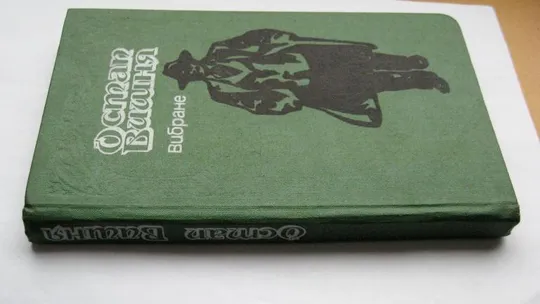 Остап
Вишня
Вибране
Остап Вишня